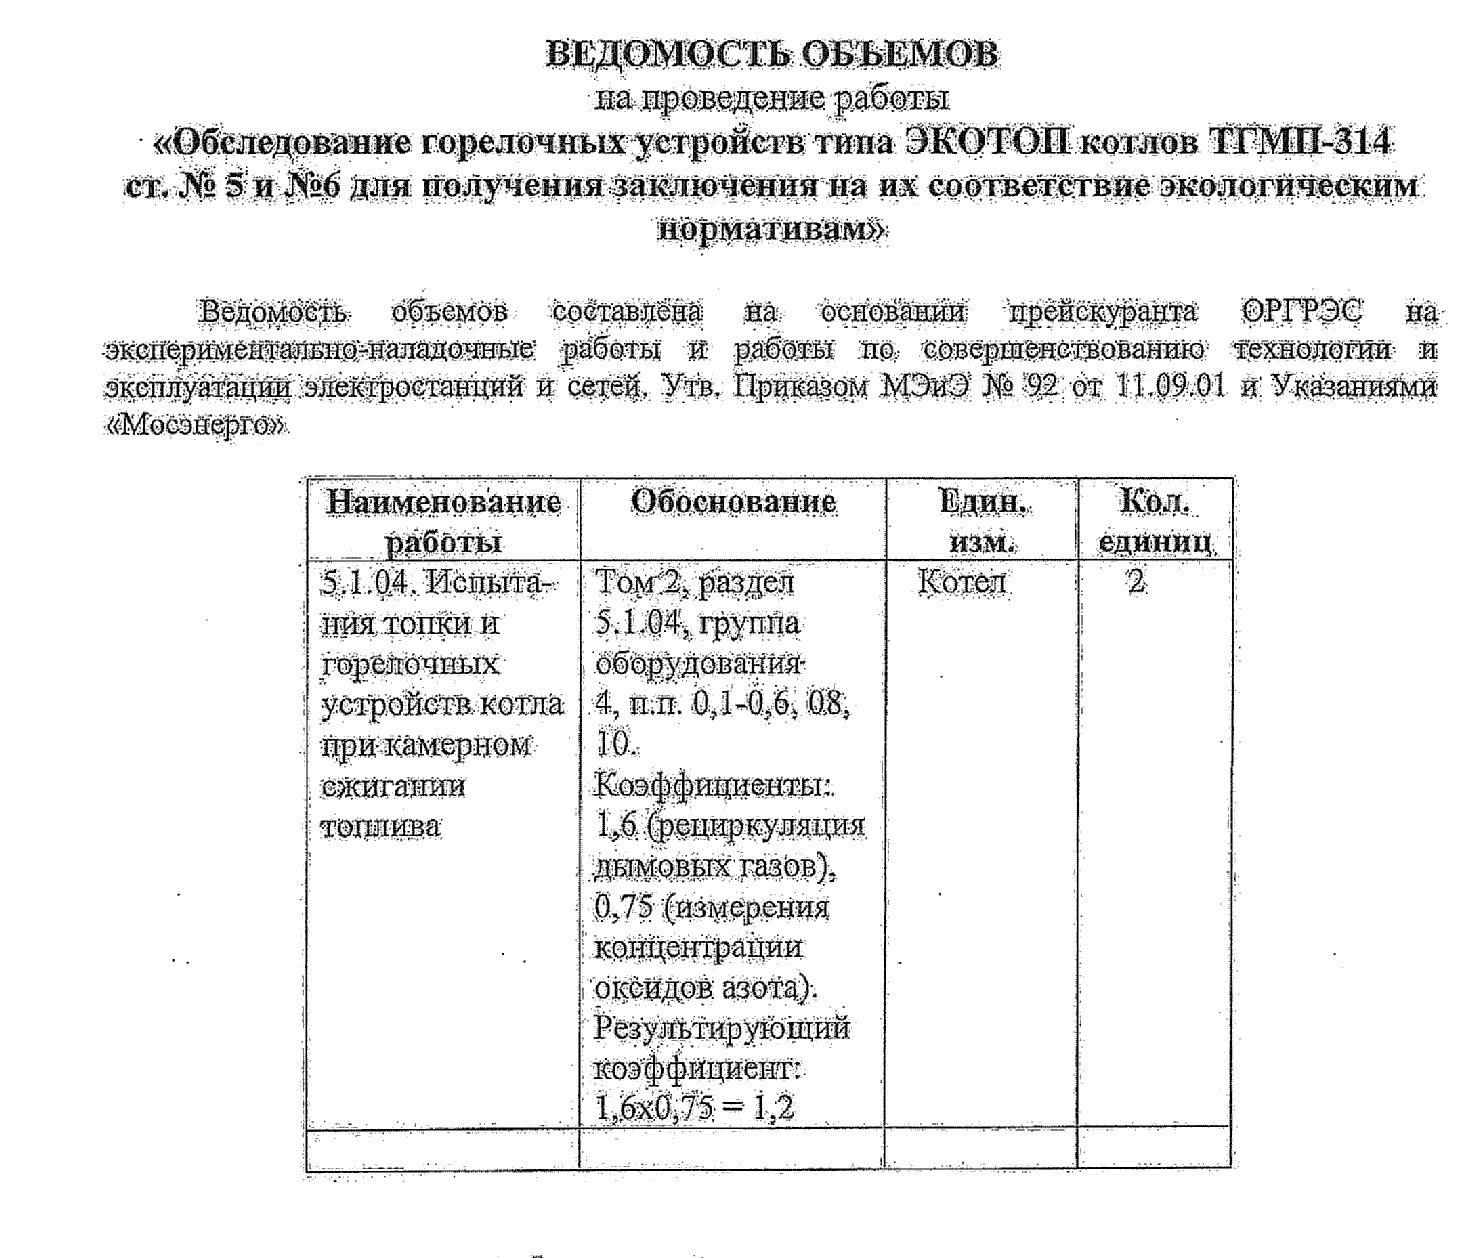 ВЕДОМОСТЬ ОБЪЕМОВ
на проведение работы
«Обследование горелочных устройств типа ЭКОТОП котлов ТГМП-314
ст. № 5 и №6 для получения заключения на их соответствие экологическим
нормативам»
Ведомость объемов составлена на основании прейскуранта ОРГРЭС на
экспериментально-наладочные работы и работы по совершенствованию технологии и
эксплуатации электростанций и сетей. Утв. Приказом МЭиЭ № 92 от 11.09.01 и Указаниями
«Мосэнерго»
Наименование работы
Обоснование
Един. изм.
Кол. единиц
5.1.04. Испыта-
ния топки и
горелочных
устройств котла
при камерном
сжигании
топлива
Том 2, раздел
5.1.04, группа
оборудования
4, п.п. 0,1-0,6, 08,
10.
Коэффициенты:
1,6 (рециркуляция
дымовых газов),
0,75 (измерения
концентрации
оксидов азота).
Результирующий
коэффициент:
1,6х0,75 = 1,2
Котел
2